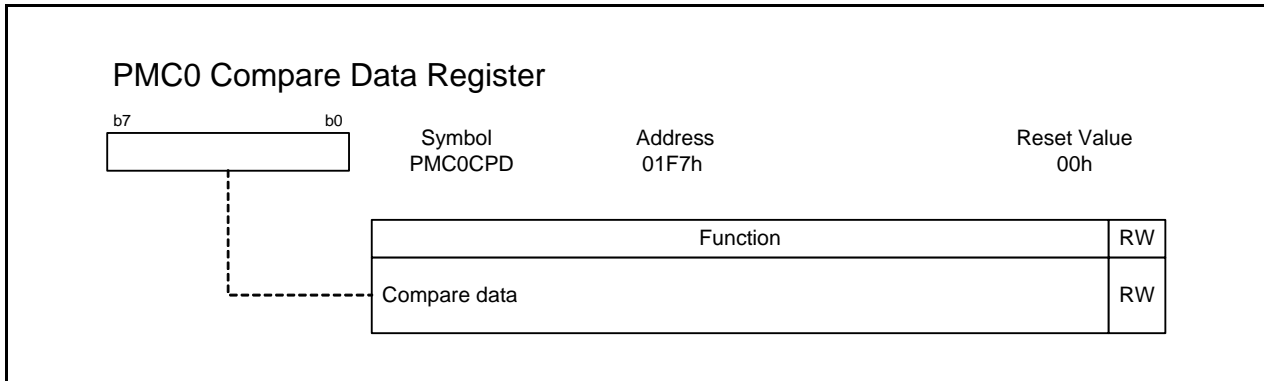 PMC0 Compare Data Register
b7 b0
Symbol Address Reset Value
PMC0CPD 01F7h 00h
Function RW
Compare data RW